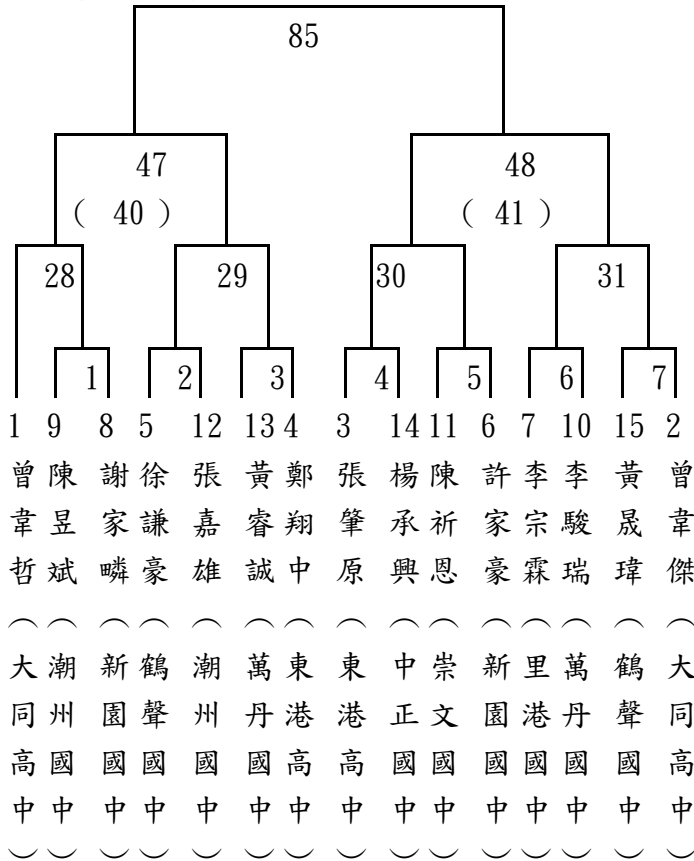 85
47 48
( 40 ) ( 41 )
28 29 30 31
1 2 3 4 5 6 7
1 9 8 5 12 13 4 3 14 11 6 7 10 15 2
曾韋哲(大同高中)
陳昱斌(潮州國中)
謝家疄(新園國中)
徐謙豪(鶴聲國中)
張嘉雄(潮州國中)
黃睿誠(萬丹國中)
鄭翔中(東港高中)
張肇原(東港高中)
楊承興(中正國中)
陳祈恩(崇文國中)
許家豪(新園國中)
李宗霖(里港國中)
李駿瑞(萬丹國中)
黃晟瑋(鶴聲國中)
曾韋傑(大同高中)